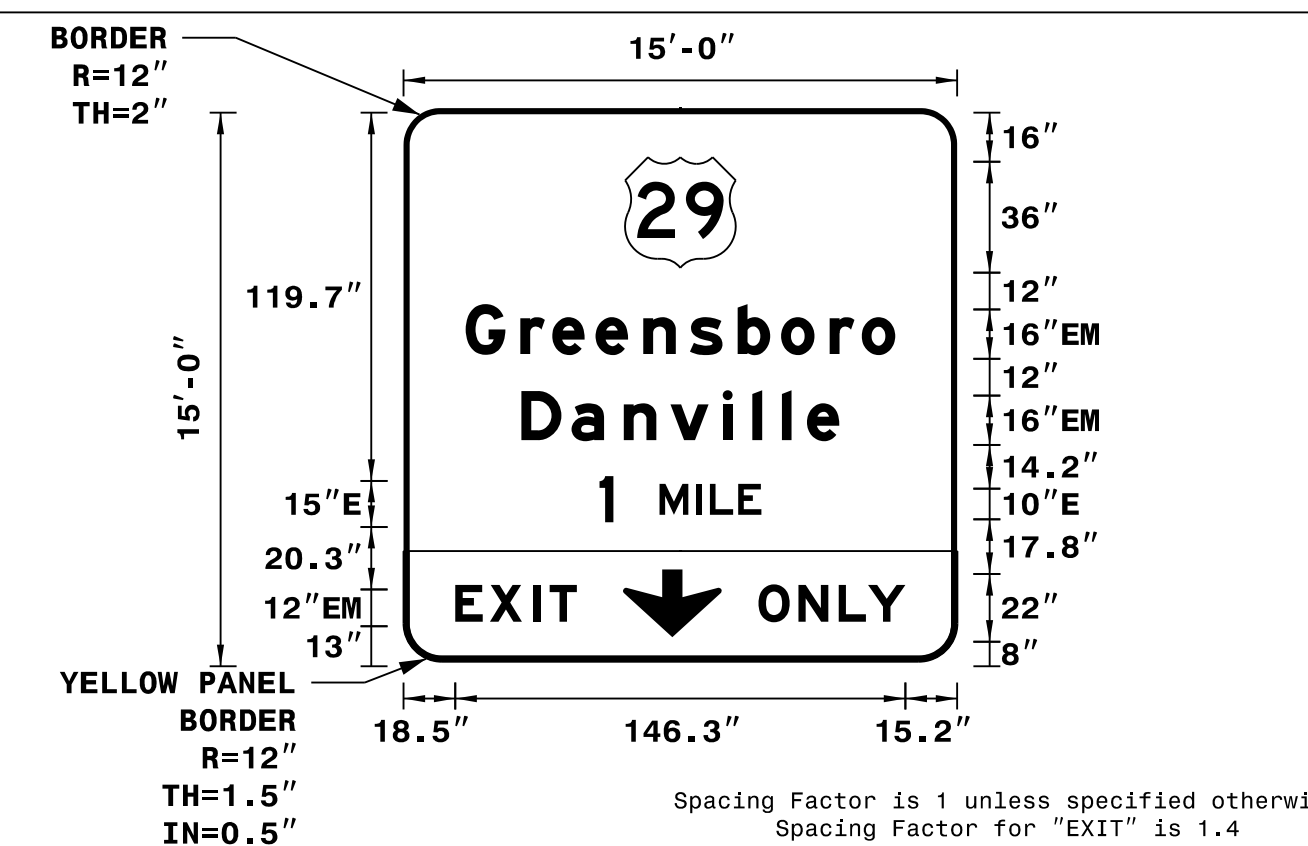 BORDER
R=12"
TH=2"
15'-0"
15'-0"
119.7"
15"E
20.3"
12"EM
13"
29
Greensboro
Danville
1 MILE
EXIT ONLY
16"
36"
12"
16"EM
12"
16"EM
14.2"
10"E
17.8"
22"
8"
YELLOW PANEL
BORDER
R=12"
TH=1.5"
IN=0.5"
18.5" 146.3" 15.2"
Spacing Factor is 1 unless specified otherwi
Spacing Factor for "EXIT" is 1.4